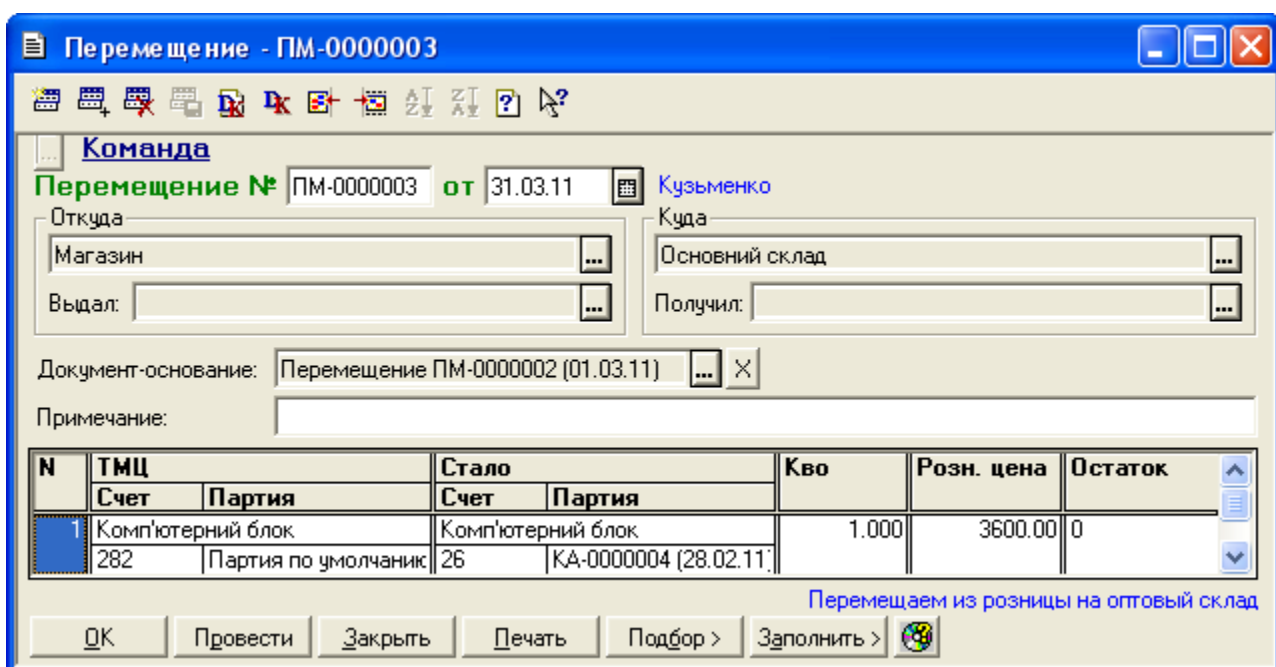 Перемещение - ПМ-0000003
Команда
Перемещение № ПМ-0000003 от 31.03.11 Кузьменко
Откуда Куда
Магазин ... Основний склад ...
Выдал: ... Получил: ...
Документ-основание: Перемещение ПМ-0000002 (01.03.11) ... X
Примечание:
N ТМЦ Стало Кво Розн. цена Остаток
Счет Партия Счет Партия
1 Комп'ютерний блок Комп'ютерний блок 1.000 3600.00 0
282 Партия по умолчанию 26 КА-0000004 (28.02.11)
Перемещаем из розницы на оптовый склад
OK Провести Закрыть Печать Подбор > Заполнить >